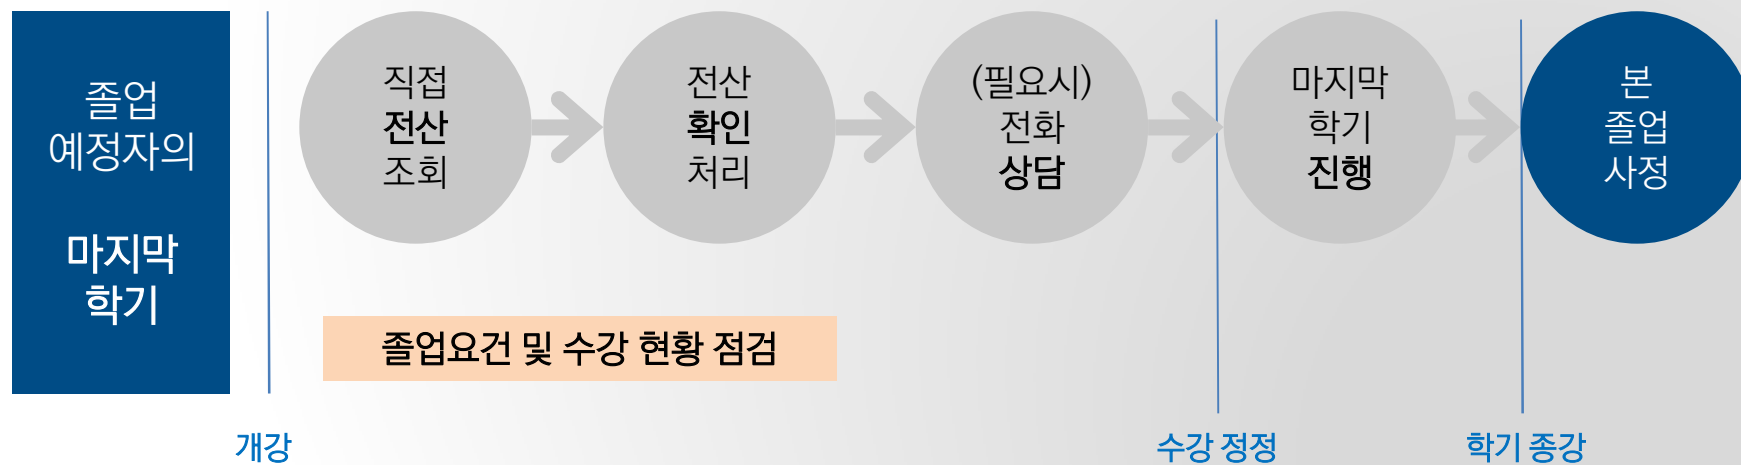 졸업
예정자의
마지막
학기
직접
전산
조회
전산
확인
처리
(필요시)
전화
상담
마지막
학기
진행
본
졸업
사정
졸업요건 및 수강 현황 점검
개강
수강 정정
학기 종강